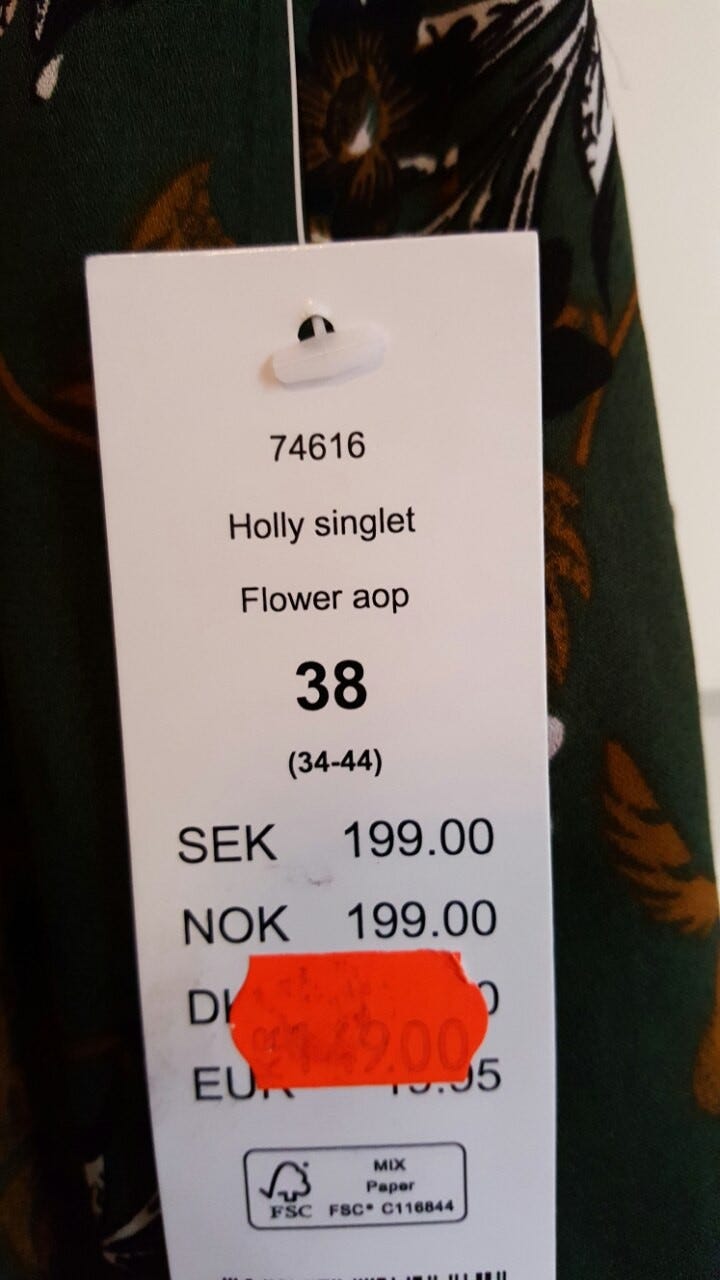 74616
Holly singlet
Flower aop
38
(34-44)
SEK 199.00
NOK 199.00
149.00
EUR
MIX
Paper
FSC FSC® C116844